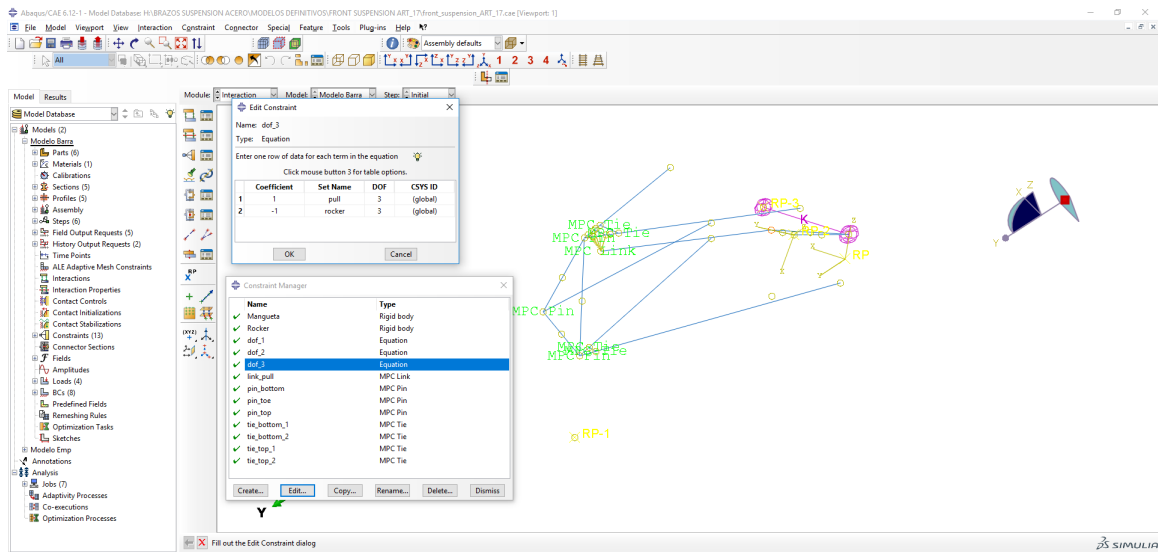 Abaqus/CAE 6.12-1 - Model Database: H:\BRAZOS SUSPENSION ACERO\MODELOS DEFINITIVOS\FRONT SUSPENSION ART_17\front_suspension_ART_17.cae [Viewport: 1]
File Model Viewport View Interaction Constraint Connector Special Feature Tools Plug-ins Help
Assembly defaults
All
1 2 3 4
Model Results
Module: Interaction Model: Modelo Barra Step: Initial
Model Database
Models (2)
Modelo Barra
Parts (6)
Materials (1)
Calibrations
Sections (5)
Profiles (5)
Assembly
Steps (6)
Field Output Requests (5)
History Output Requests (2)
Time Points
ALE Adaptive Mesh Constraints
Interactions
Interaction Properties
Contact Controls
Contact Initializations
Contact Stabilizations
Constraints (13)
Connector Sections
Fields
Amplitudes
Loads (4)
BCs (8)
Predefined Fields
Remeshing Rules
Optimization Tasks
Sketches
Modelo Emp
Annotations
Analysis
Jobs (7)
Adaptivity Processes
Co-executions
Optimization Processes
RP
(XYZ)
Edit Constraint
Name: dof_3
Type: Equation
Enter one row of data for each term in the equation
Click mouse button 3 for table options.
Coefficient Set Name DOF CSYS ID
1 1 pull 3 (global)
2 -1 rocker 3 (global)
OK Cancel
Constraint Manager
Name Type
Mangueta Rigid body
Rocker Rigid body
dof_1 Equation
dof_2 Equation
dof_3 Equation
link_pull MPC Link
pin_bottom MPC Pin
pin_toe MPC Pin
pin_top MPC Pin
tie_bottom_1 MPC Tie
tie_bottom_2 MPC Tie
tie_top_1 MPC Tie
tie_top_2 MPC Tie
Create... Edit... Copy... Rename... Delete... Dismiss
RP-3
K
RP
MPC Link
MPC Pin
RP-1
X Z
Y
Y
Fill out the Edit Constraint dialog
SIMULIA